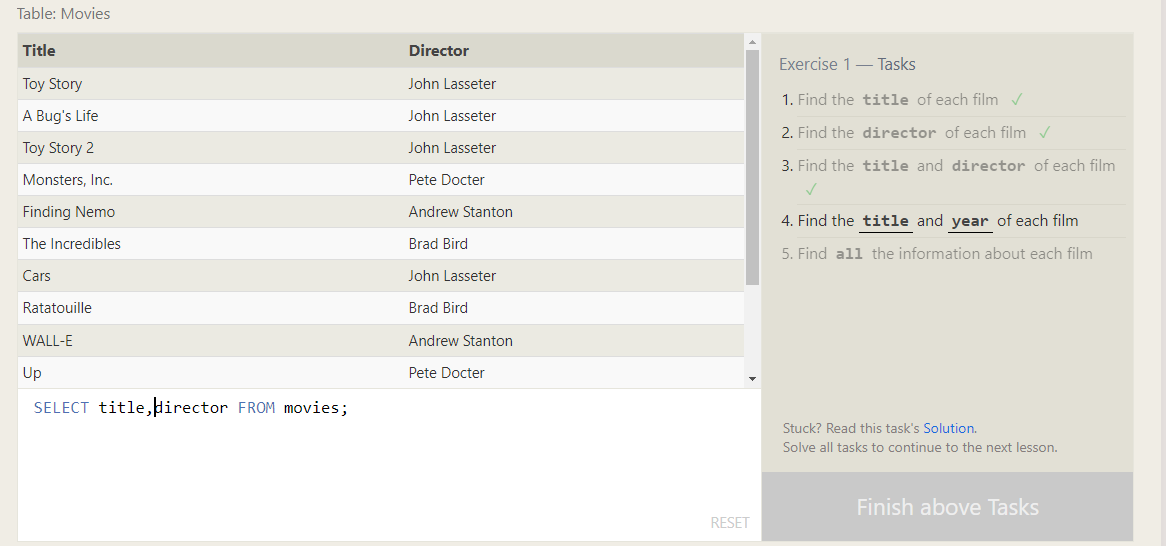 Table: Movies
Title Director
Toy Story John Lasseter
A Bug's Life John Lasseter
Toy Story 2 John Lasseter
Monsters, Inc. Pete Docter
Finding Nemo Andrew Stanton
The Incredibles Brad Bird
Cars John Lasseter
Ratatouille Brad Bird
WALL-E Andrew Stanton
Up Pete Docter
SELECT title,director FROM movies;
RESET
Exercise 1 — Tasks
1. Find the title of each film ✓
2. Find the director of each film ✓
3. Find the title and director of each film
✓
4. Find the title and year of each film
5. Find all the information about each film
Stuck? Read this task's Solution.
Solve all tasks to continue to the next lesson.
Finish above Tasks